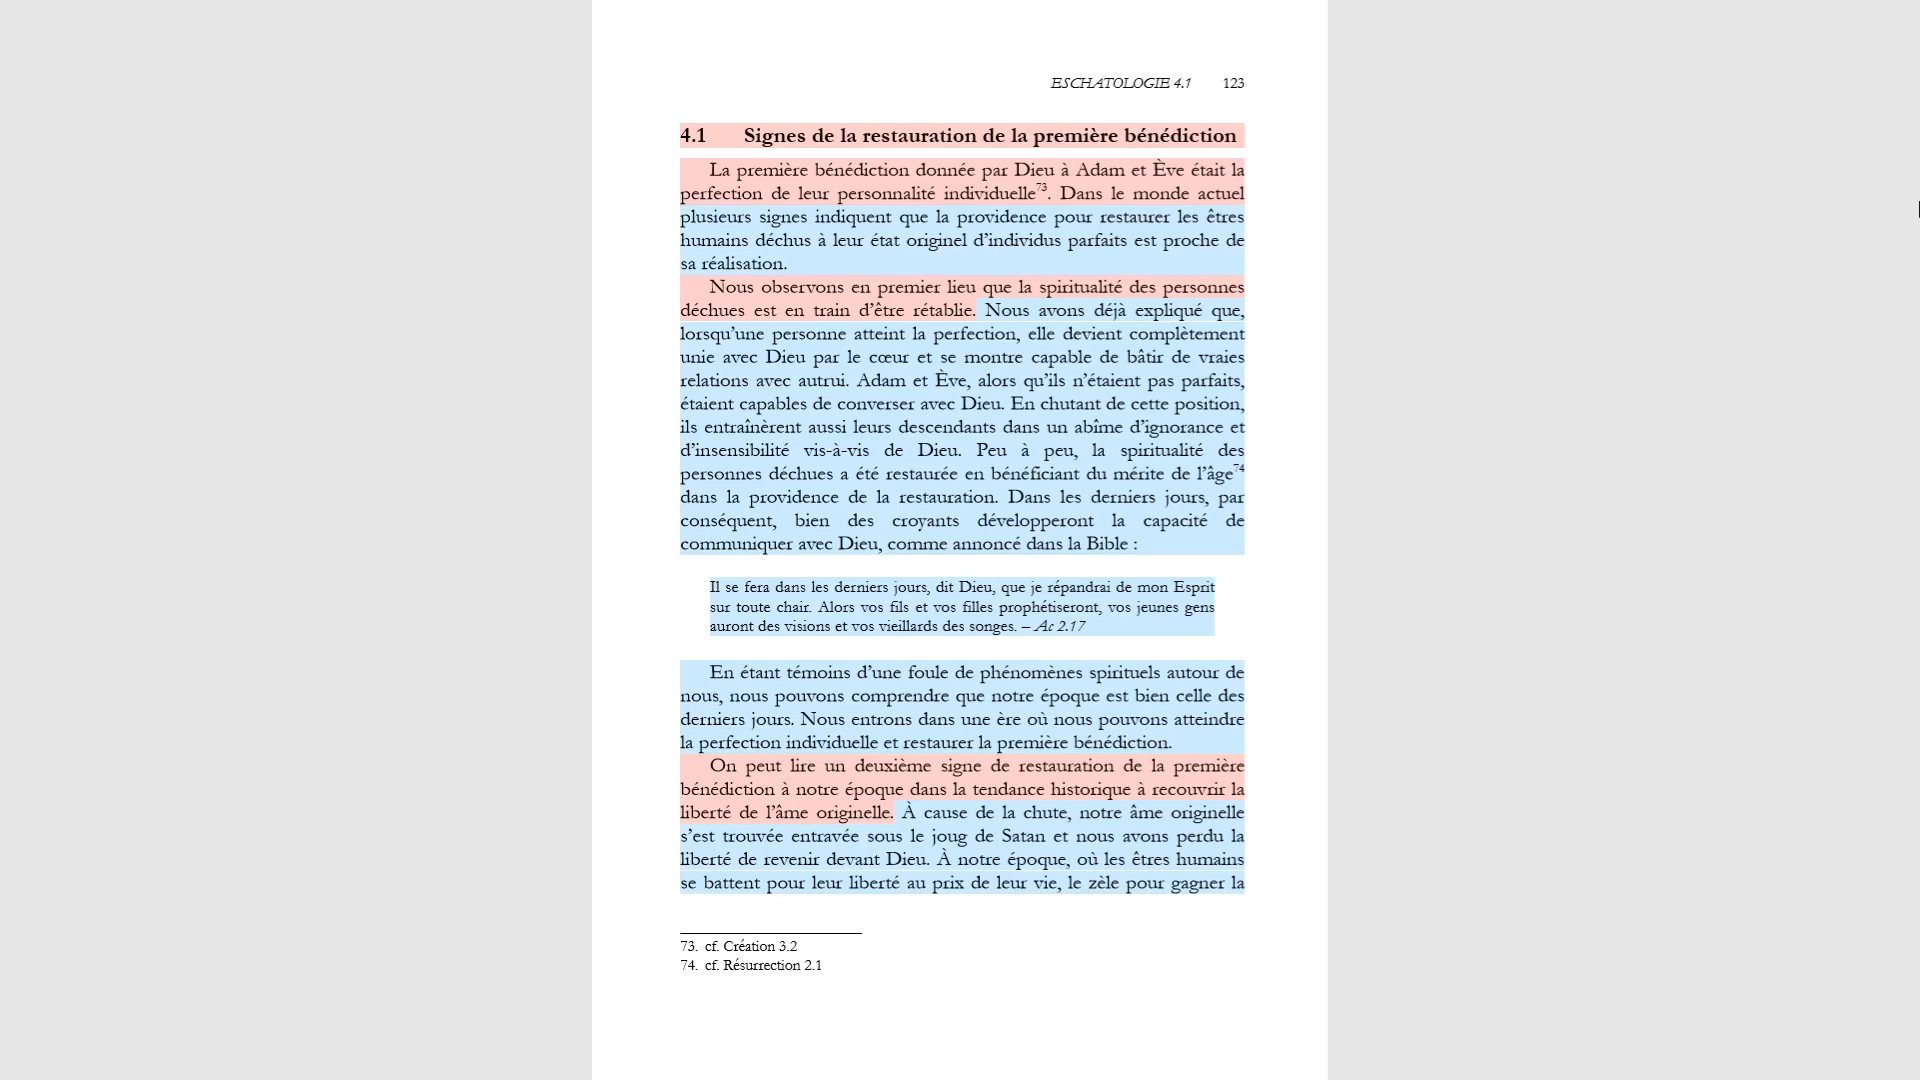 ESCHATOLOGIE 4.1 123
4.1 Signes de la restauration de la première bénédiction
La première bénédiction donnée par Dieu à Adam et Ève était la
perfection de leur personnalité individuelle73. Dans le monde actuel
plusieurs signes indiquent que la providence pour restaurer les êtres
humains déchus à leur état originel d’individus parfaits est proche de
sa réalisation.
Nous observons en premier lieu que la spiritualité des personnes
déchues est en train d’être rétablie. Nous avons déjà expliqué que,
lorsqu’une personne atteint la perfection, elle devient complètement
unie avec Dieu par le cœur et se montre capable de bâtir de vraies
relations avec autrui. Adam et Ève, alors qu’ils n’étaient pas parfaits,
étaient capables de converser avec Dieu. En chutant de cette position,
ils entraînèrent aussi leurs descendants dans un abîme d’ignorance et
d’insensibilité vis-à-vis de Dieu. Peu à peu, la spiritualité des
personnes déchues a été restaurée en bénéficiant du mérite de l’âge74
dans la providence de la restauration. Dans les derniers jours, par
conséquent, bien des croyants développeront la capacité de
communiquer avec Dieu, comme annoncé dans la Bible :
Il se fera dans les derniers jours, dit Dieu, que je répandrai de mon Esprit
sur toute chair. Alors vos fils et vos filles prophétiseront, vos jeunes gens
auront des visions et vos vieillards des songes. – Ac 2.17
En étant témoins d’une foule de phénomènes spirituels autour de
nous, nous pouvons comprendre que notre époque est bien celle des
derniers jours. Nous entrons dans une ère où nous pouvons atteindre
la perfection individuelle et restaurer la première bénédiction.
On peut lire un deuxième signe de restauration de la première
bénédiction à notre époque dans la tendance historique à recouvrir la
liberté de l’âme originelle. À cause de la chute, notre âme originelle
s’est trouvée entravée sous le joug de Satan et nous avons perdu la
liberté de revenir devant Dieu. À notre époque, où les êtres humains
se battent pour leur liberté au prix de leur vie, le zèle pour gagner la
73. cf. Création 3.2
74. cf. Résurrection 2.1